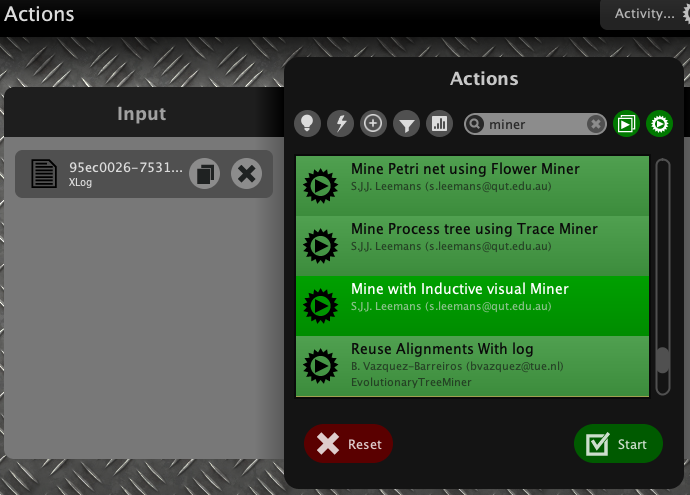 Actions
Activity...
Actions
Input
miner
95ec0026-7531...
XLog
Mine Petri net using Flower Miner
S.J.J. Leemans (s.leemans@qut.edu.au)
Mine Process tree using Trace Miner
S.J.J. Leemans (s.leemans@qut.edu.au)
Mine with Inductive visual Miner
S.J.J. Leemans (s.leemans@qut.edu.au)
Reuse Alignments With log
B. Vazquez-Barreiros (bvazquez@tue.nl)
EvolutionaryTreeMiner
Reset
Start